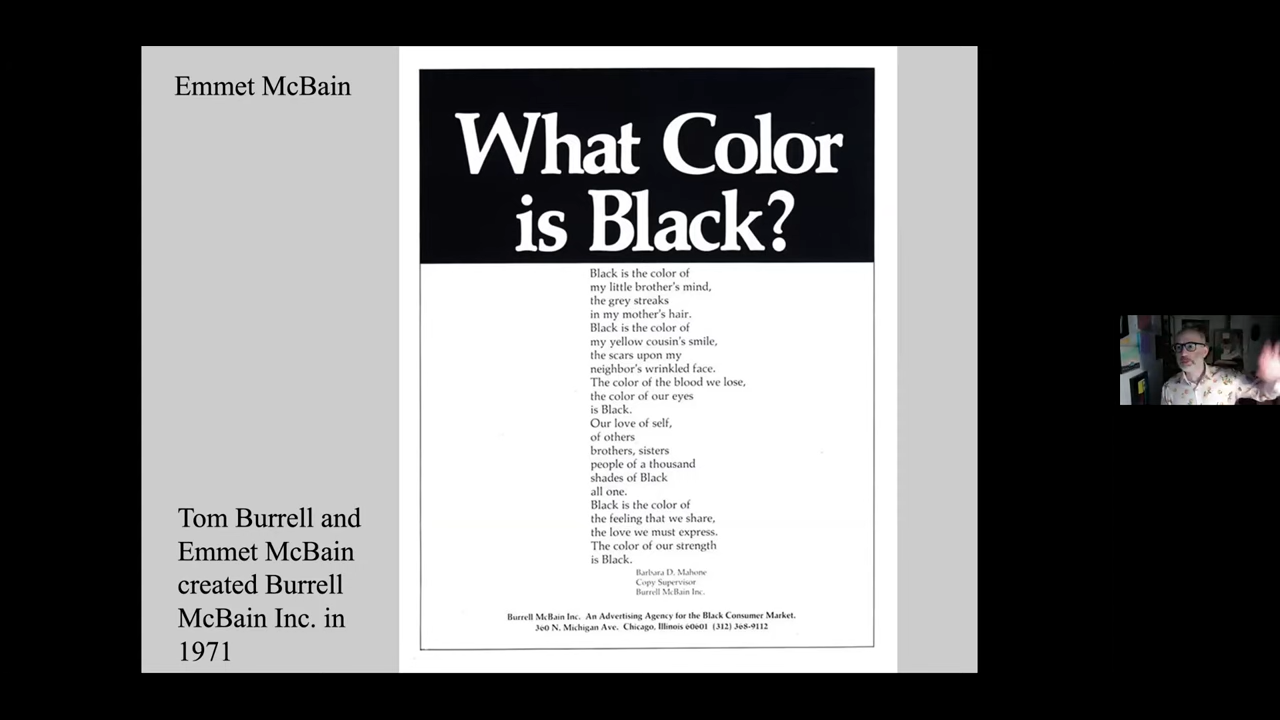 Emmet McBain
What Color
is Black?
Black is the color of
my little brother's mind,
the grey streaks
in my mother's hair.
Black is the color of
my yellow cousin's smile,
the scars upon my
neighbor's wrinkled face.
The color of the blood we lose,
the color of our eyes
is Black.
Our love of self,
of others
brothers, sisters
people of a thousand
shades of Black
all one.
Black is the color of
the feeling that we share,
the love we must express.
The color of our strength
is Black.
Barbara D. Mahone
Copy Supervisor
Burrell McBain Inc.
Burrell McBain Inc. An Advertising Agency for the Black Consumer Market.
360 N. Michigan Ave. Chicago, Illinois 60601 (312) 368-9112
Tom Burrell and
Emmet McBain
created Burrell
McBain Inc. in
1971